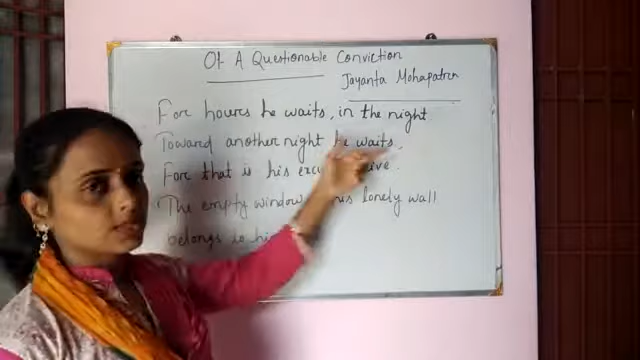 Of A Questionable Conviction
Jayanta Mohapatra
For hours he waits, in the night
Toward another night he waits,
For that is his ive.
The empty window his lonely wall
belongs to